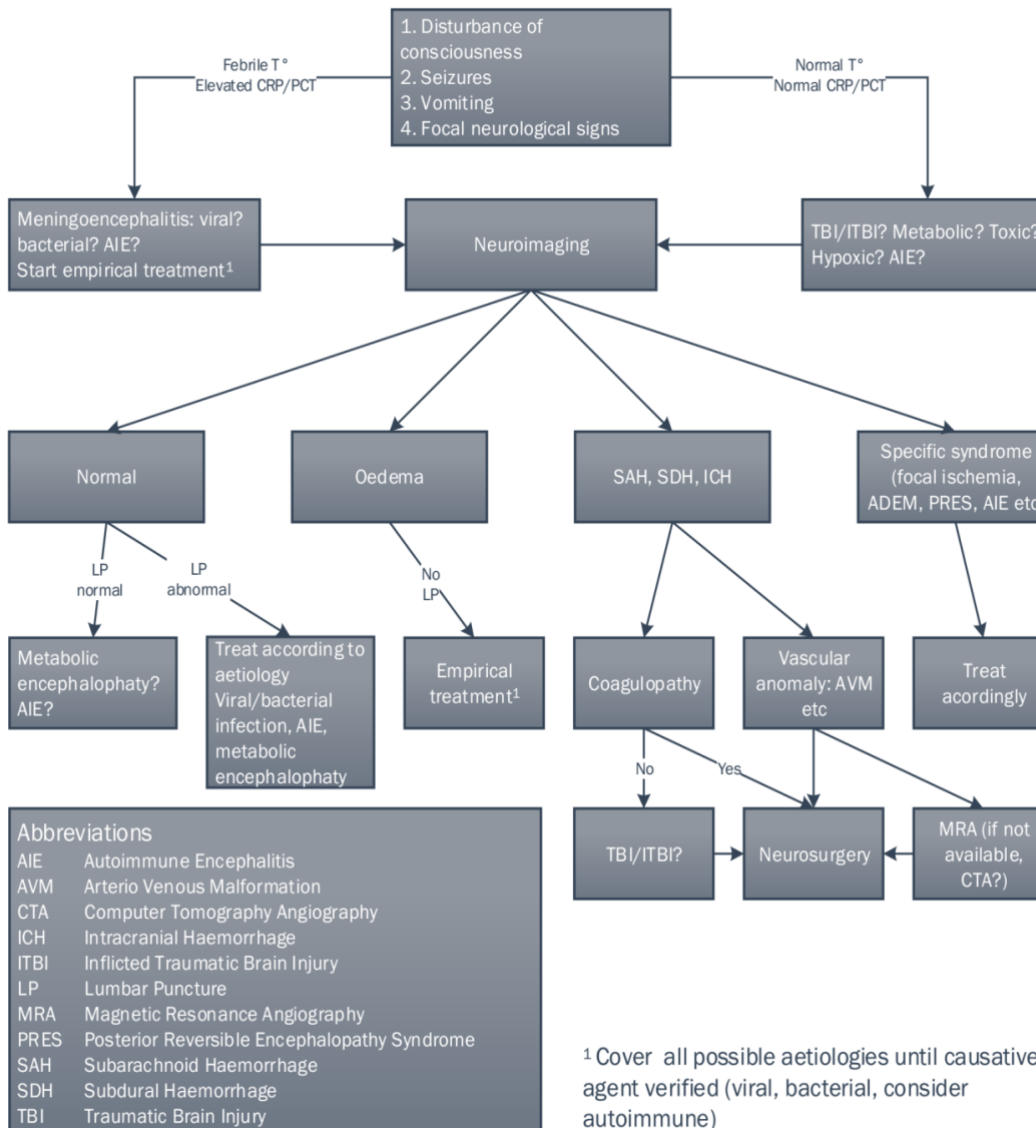 1. Disturbance of
consciousness
2. Seizures
3. Vomiting
4. Focal neurological signs
Febrile T°
Elevated CRP/PCT
Normal T°
Normal CRP/PCT
Meningoencephalitis: viral?
bacterial? AIE?
Start empirical treatment¹
Neuroimaging
TBI/ITBI? Metabolic? Toxic?
Hypoxic? AIE?
Normal
Oedema
SAH, SDH, ICH
Specific syndrome
(focal ischemia,
ADEM, PRES, AIE etc
LP
normal
LP
abnormal
No
LP
Metabolic
encephalophaty?
AIE?
Treat according to
aetiology
Viral/bacterial
infection, AIE,
metabolic
encephalophaty
Empirical
treatment¹
Coagulopathy
Vascular
anomaly: AVM
etc
Treat
acordingly
No
Yes
TBI/ITBI?
Neurosurgery
MRA (if not
available,
CTA?)
Abbreviations
AIE Autoimmune Encephalitis
AVM Arterio Venous Malformation
CTA Computer Tomography Angiography
ICH Intracranial Haemorrhage
ITBI Inflicted Traumatic Brain Injury
LP Lumbar Puncture
MRA Magnetic Resonance Angiography
PRES Posterior Reversible Encephalopathy Syndrome
SAH Subarachnoid Haemorrhage
SDH Subdural Haemorrhage
TBI Traumatic Brain Injury
¹ Cover all possible aetiologies until causative
agent verified (viral, bacterial, consider
autoimmune)